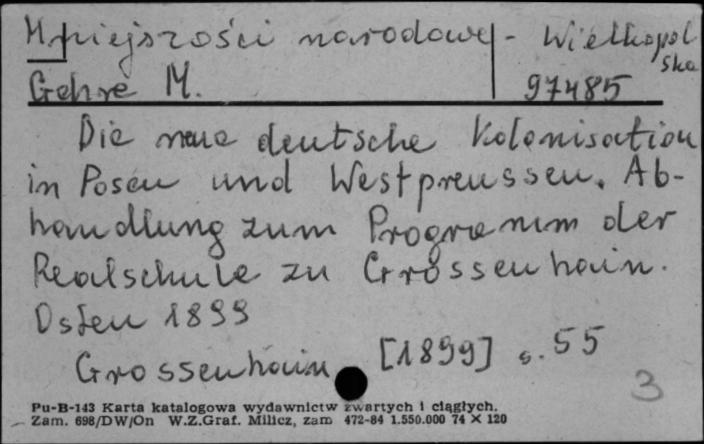 Mniejszości narodowe - Wielkopolska
Gehre M. 97485
Die neue deutsche Kolonisation
in Posen und Westpreussen. Ab-
handlung zum Programm der
Realschule zu Grossenhain.
Osten 1899
Grossenhain [1899] s. 55
3
Pu-B-143 Karta katalogowa wydawnictw zwartych i ciągłych.
Zam. 698/DW/On W.Z.Graf. Milicz, zam 472-84 1.550.000 74 X 120